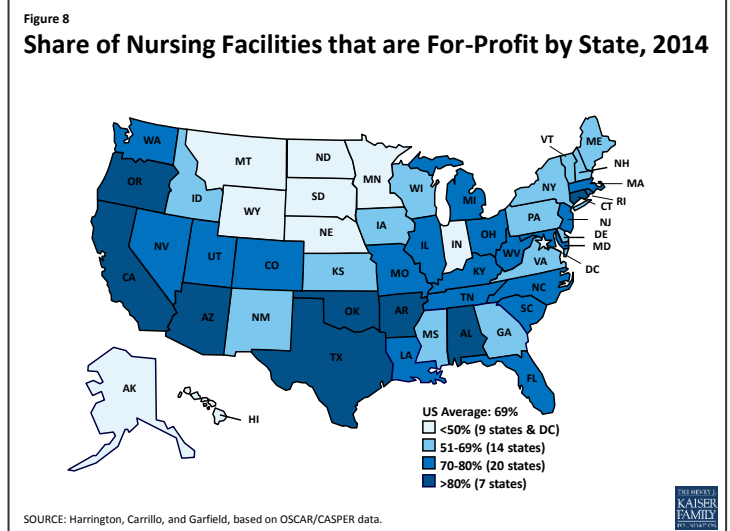 Figure 8
Share of Nursing Facilities that are For-Profit by State, 2014
WA
MT
ND
MN
VT
ME
NH
OR
ID
SD
WI
NY
MA
MI
RI
WY
CT
IA
PA
NJ
NE
DE
NV
IL
IN
OH
MD
UT
CO
WV
VA
DC
CA
KS
MO
KY
NC
TN
OK
AR
SC
AZ
NM
MS
AL
GA
TX
LA
AK
FL
HI
US Average: 69%
<50% (9 states & DC)
51-69% (14 states)
70-80% (20 states)
>80% (7 states)
SOURCE: Harrington, Carrillo, and Garfield, based on OSCAR/CASPER data.
THE HENRY J.
KAISER
FAMILY
FOUNDATION